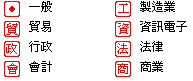 ● 一般
貿 貿易
政 行政
會 會計
工 製造業
資 資訊電子
法 法律
商 商業